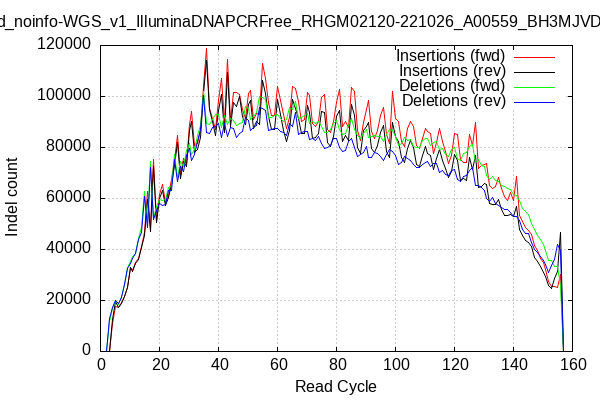 d_noinfo-WGS_v1_IlluminaDNAPCRFree_RHGM02120-221026_A00559_BH3MJVD
120000
100000
80000
60000
40000
20000
0
Indel count
Insertions (fwd)
Insertions (rev)
Deletions (fwd)
Deletions (rev)
0 20 40 60 80 100 120 140 160
Read Cycle